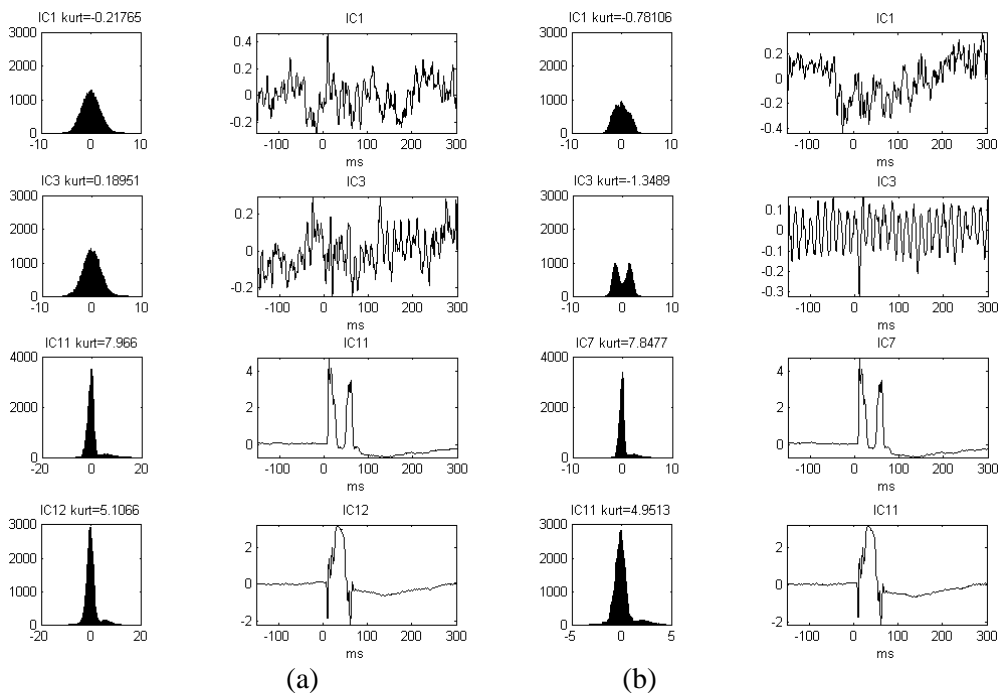 IC1 kurt=-0.21765
3000
2000
1000
0
-10 0 10
IC1
0.4
0.2
0
-0.2
-100 0 100 200 300
ms
IC3 kurt=0.18951
3000
2000
1000
0
-10 0 10
IC3
0.2
0
-0.2
-100 0 100 200 300
ms
IC11 kurt=7.966
4000
2000
0
-20 0 20
IC11
4
2
0
-100 0 100 200 300
ms
IC12 kurt=5.1066
3000
2000
1000
0
-20 0 20
IC12
2
0
-2
-100 0 100 200 300
ms
(a)
IC1 kurt=-0.78106
3000
2000
1000
0
-10 0 10
IC1
0.2
0
-0.2
-0.4
-100 0 100 200 300
ms
IC3 kurt=-1.3489
3000
2000
1000
0
-10 0 10
IC3
0.1
0
-0.1
-0.2
-0.3
-100 0 100 200 300
ms
IC7 kurt=7.8477
4000
2000
0
-10 0 10
IC7
4
2
0
-100 0 100 200 300
ms
IC11 kurt=4.9513
3000
2000
1000
0
-5 0 5
IC11
2
0
-2
-100 0 100 200 300
ms
(b)